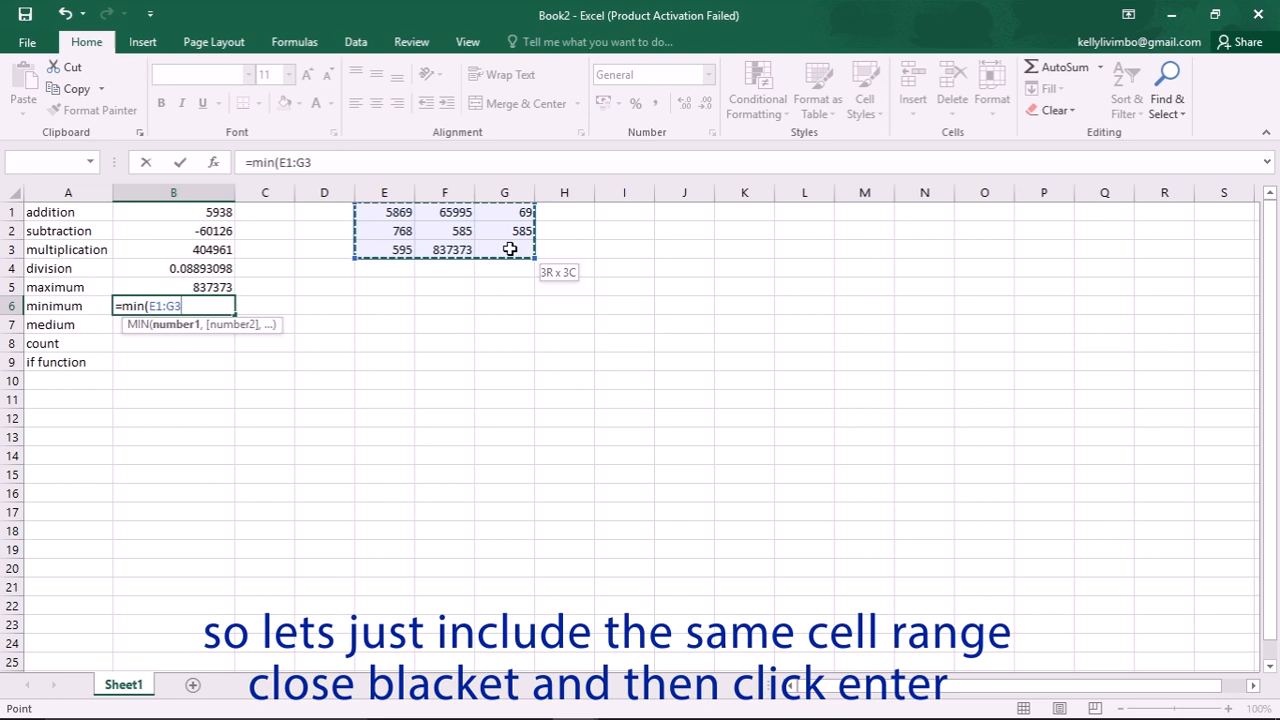 Book2 - Excel (Product Activation Failed)
File Home Insert Page Layout Formulas Data Review View Tell me what you want to do... kellylivimbo@gmail.com Share
Paste Cut Copy Format Painter Clipboard
11 B I U A Font
Wrap Text Merge & Center Alignment
General % , Number
Conditional Formatting Format as Table Cell Styles Styles
Insert Delete Format Cells
AutoSum Fill Clear Sort & Filter Find & Select Editing
fx =min(E1:G3
A B C D E F G H I J K L M N O P Q R S
1 addition 5938 5869 65995 69
2 subtraction -60126 768 585 585
3 multiplication 404961 595 837373
4 division 0.08893098 3R x 3C
5 maximum 837373
6 minimum =min(E1:G3
7 medium MIN(number1, [number2], ...)
8 count
9 if function
10
11
12
13
14
15
16
17
18
19
20
21
22
23
24
25
so lets just include the same cell range
close blacket and then click enter
Sheet1
Point 100%